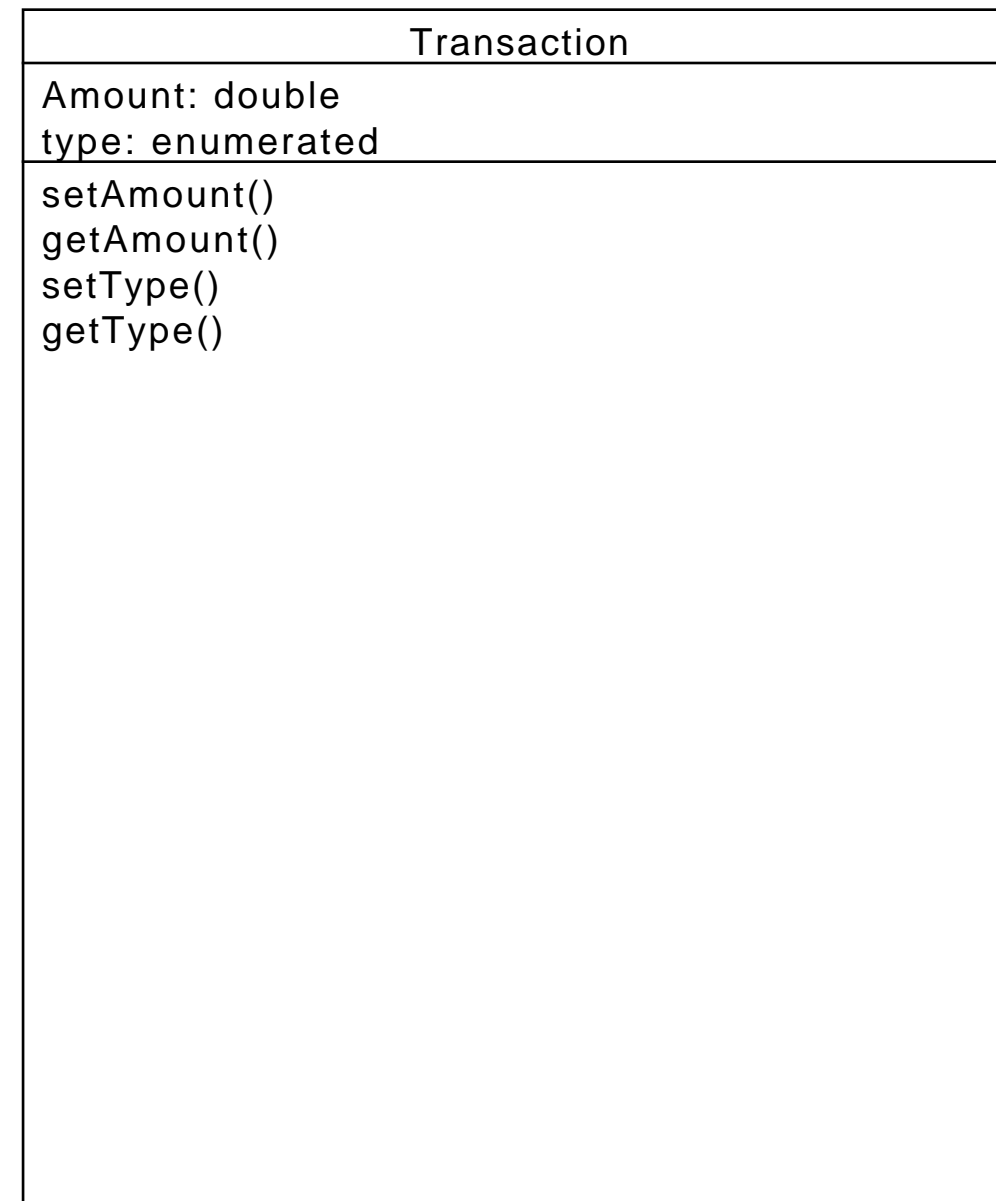 Transaction
Amount: double
type: enumerated
setAmount()
getAmount()
setType()
getType()